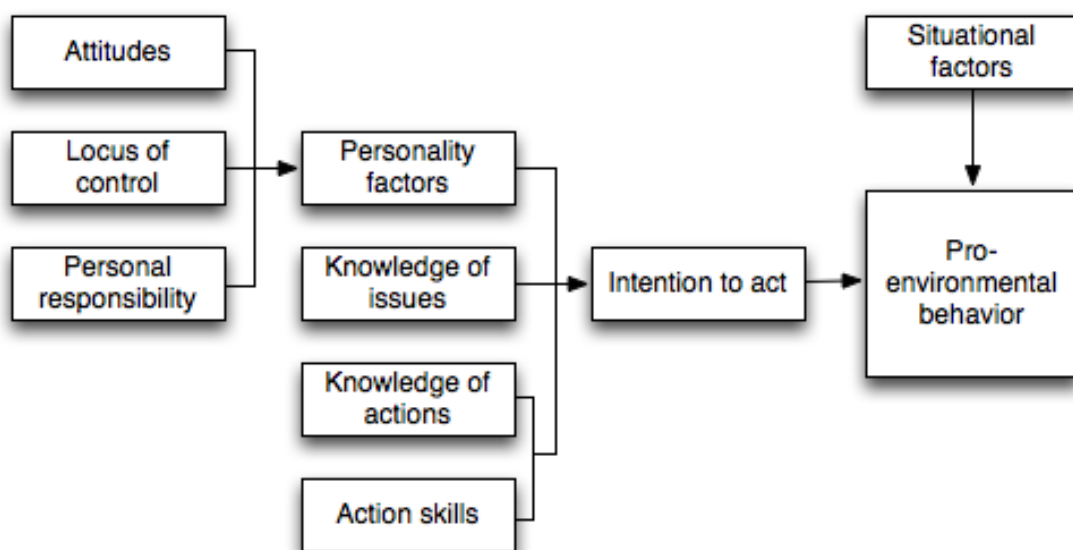 Attitudes
Locus of
control
Personal
responsibility
Personality
factors
Knowledge of
issues
Knowledge of
actions
Action skills
Intention to act
Situational
factors
Pro-
environmental
behavior